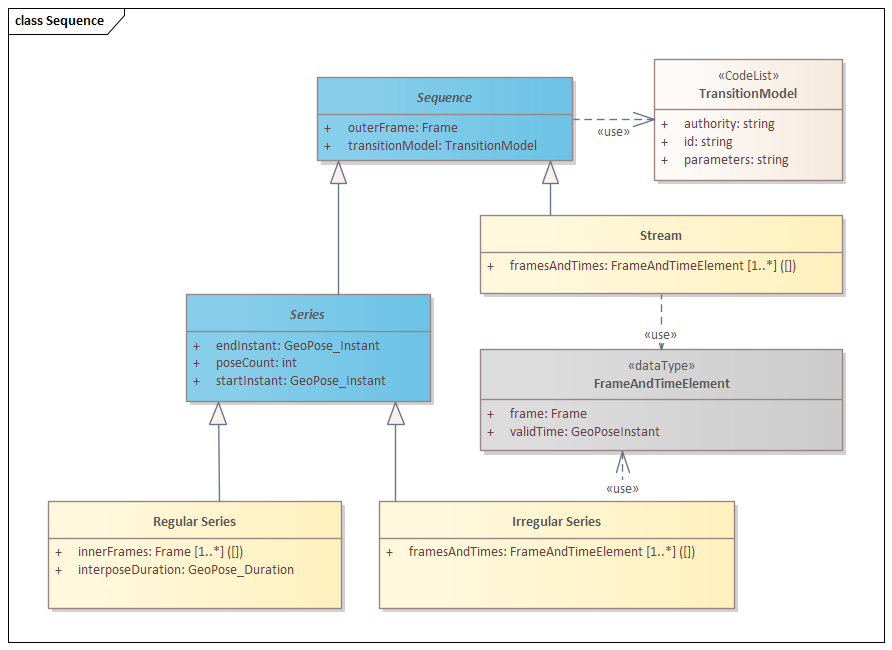 class Sequence
Sequence
+ outerFrame: Frame
+ transitionModel: TransitionModel
«use»
«CodeList»
TransitionModel
+ authority: string
+ id: string
+ parameters: string
Stream
+ framesAndTimes: FrameAndTimeElement [1..*] ([])
«use»
Series
+ endInstant: GeoPose_Instant
+ poseCount: int
+ startInstant: GeoPose_Instant
«dataType»
FrameAndTimeElement
+ frame: Frame
+ validTime: GeoPoseInstant
«use»
Regular Series
+ innerFrames: Frame [1..*] ([])
+ interposeDuration: GeoPose_Duration
Irregular Series
+ framesAndTimes: FrameAndTimeElement [1..*] ([])